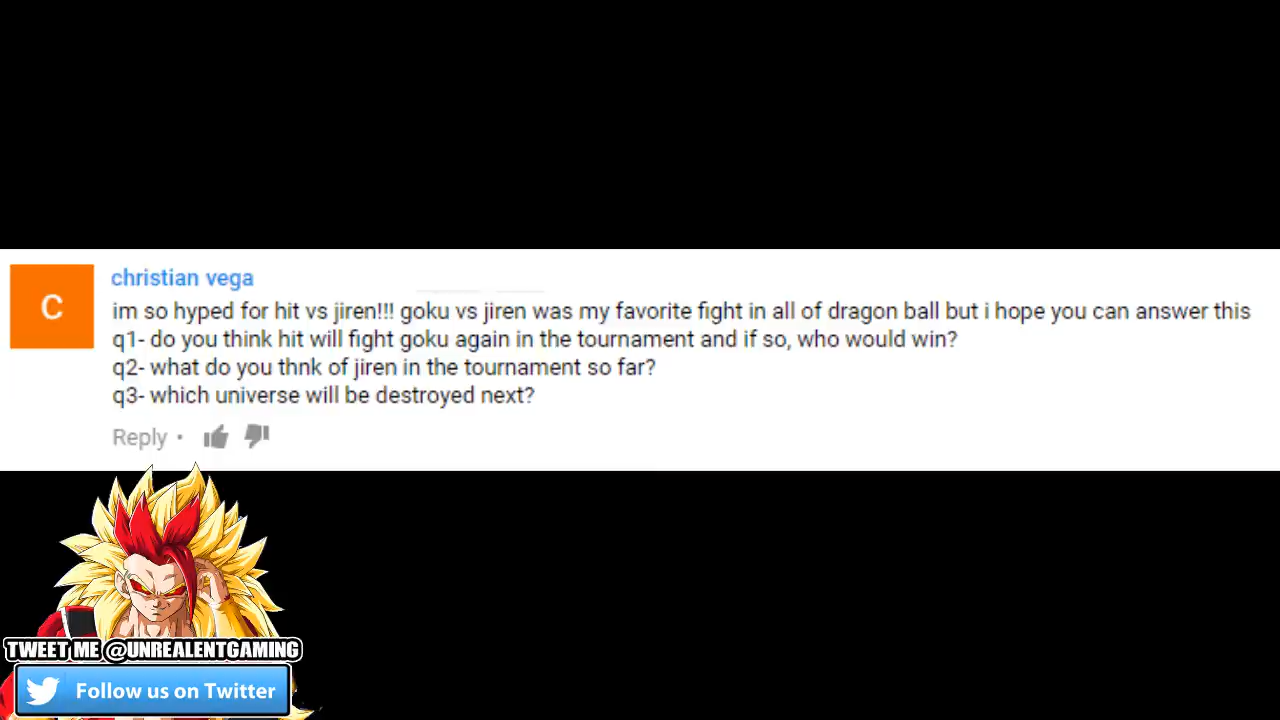 christian vega
C
im so hyped for hit vs jiren!!! goku vs jiren was my favorite fight in all of dragon ball but i hope you can answer this
q1- do you think hit will fight goku again in the tournament and if so, who would win?
q2- what do you thnk of jiren in the tournament so far?
q3- which universe will be destroyed next?
Reply •
TWEET ME @UNREALENTGAMING
Follow us on Twitter